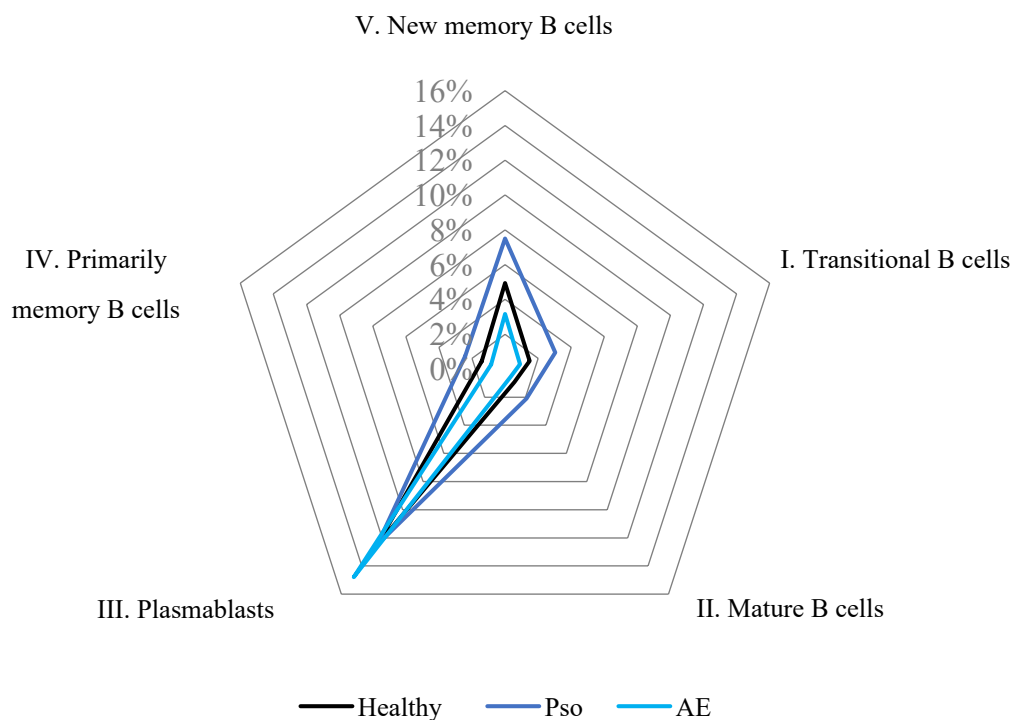 V. New memory B cells
16%
14%
12%
10%
8%
6%
4%
2%
0%
IV. Primarily
memory B cells
I. Transitional B cells
III. Plasmablasts
II. Mature B cells
Healthy Pso AE